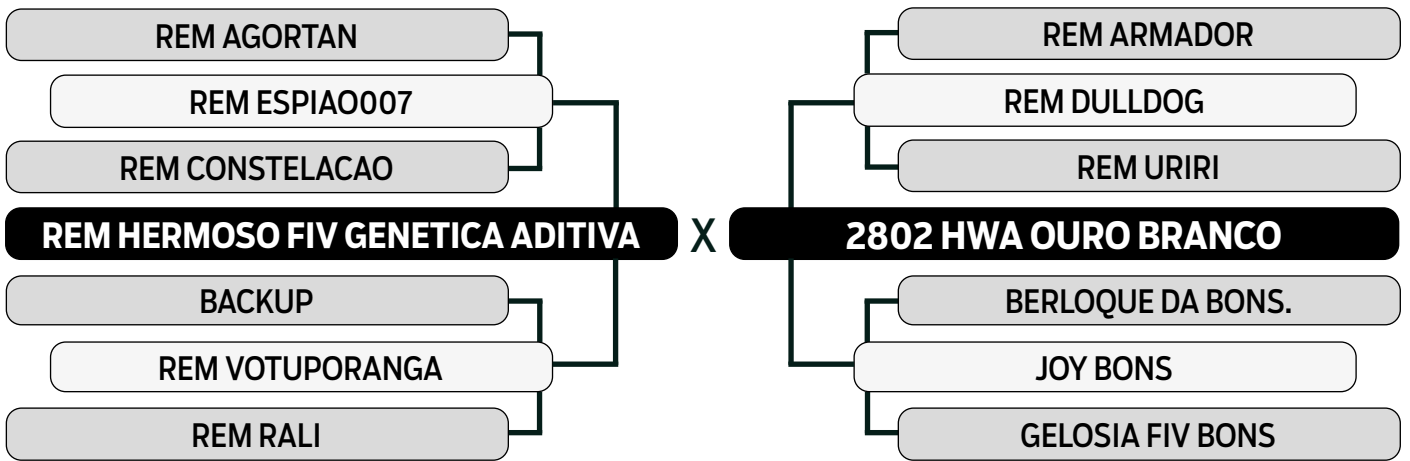 REM AGORTAN
REM ARMADOR
REM ESPIAO007
REM DULLDOG
REM CONSTELACAO
REM URIRI
REM HERMOSO FIV GENETICA ADITIVA X 2802 HWA OURO BRANCO
BACKUP
BERLOQUE DA BONS.
REM VOTUPORANGA
JOY BONS
REM RALI
GELOSIA FIV BONS